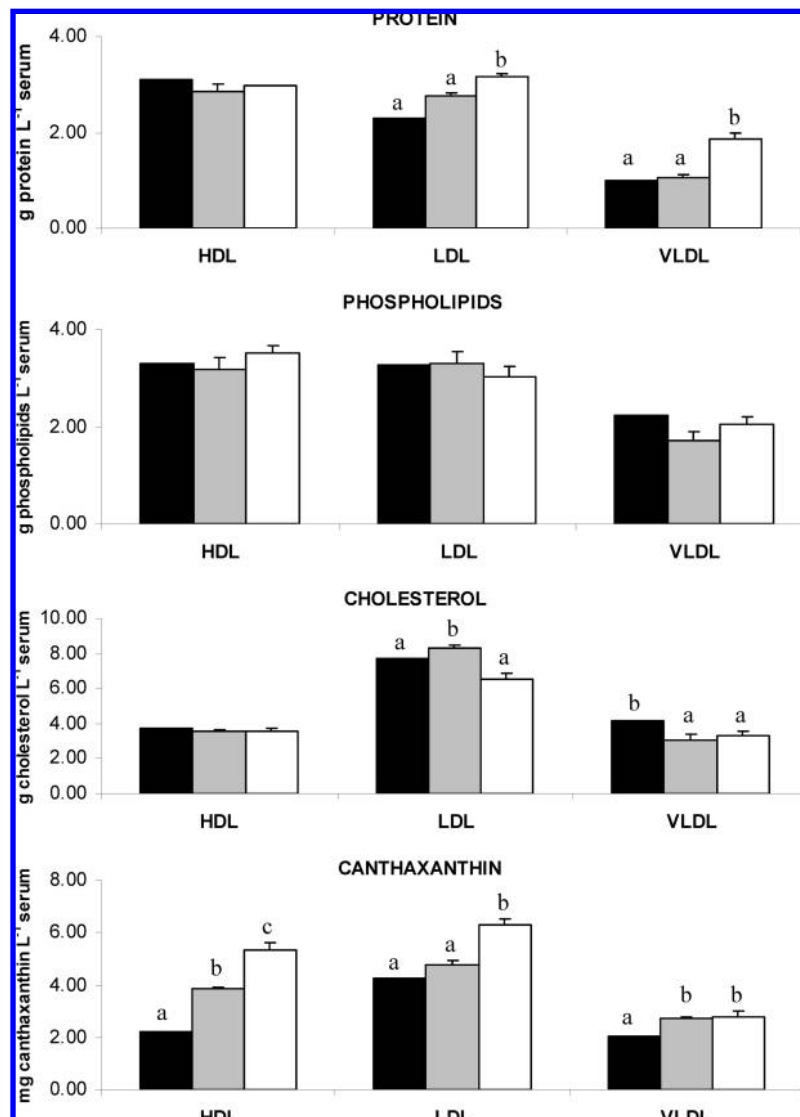 PROTEIN
g protein L⁻¹ serum
4.00
2.00
0.00
a
a
b
a
a
b
HDL
LDL
VLDL
PHOSPHOLIPIDS
g phospholipids L⁻¹ serum
4.00
2.00
0.00
HDL
LDL
VLDL
CHOLESTEROL
g cholesterol L⁻¹ serum
10.00
8.00
6.00
4.00
2.00
0.00
a
b
a
b
a
a
HDL
LDL
VLDL
CANTHAXANTHIN
mg canthaxanthin L⁻¹ serum
8.00
6.00
4.00
2.00
0.00
a
b
c
a
a
b
a
b
b
HDL
LDL
VLDL